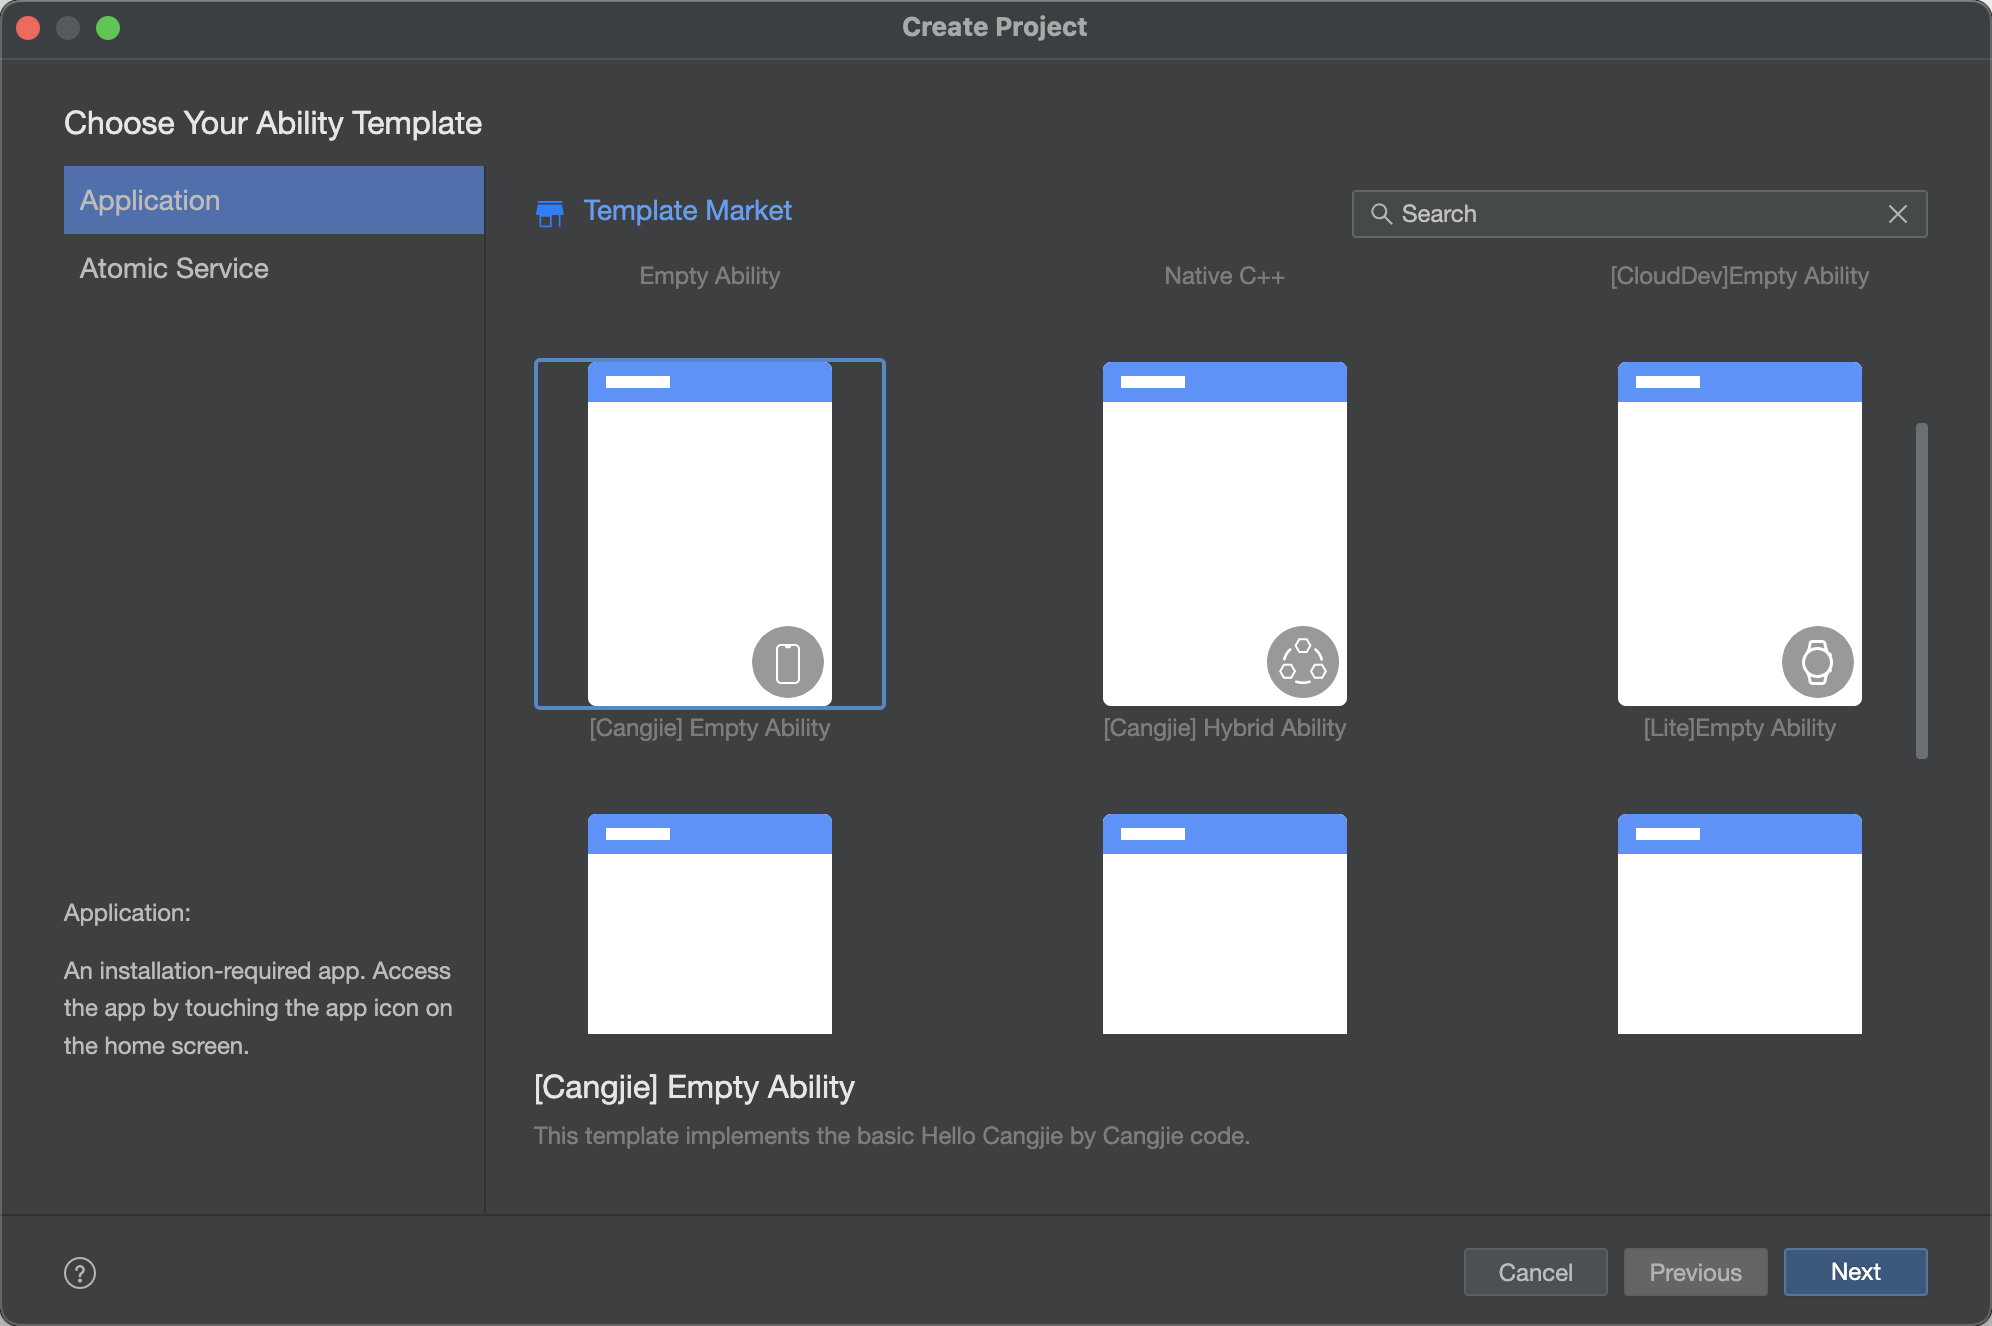 Create Project
Choose Your Ability Template
Application
Atomic Service
Template Market
Search
Empty Ability
Native C++
[CloudDev]Empty Ability
[Cangjie] Empty Ability
[Cangjie] Hybrid Ability
[Lite]Empty Ability
Application:
An installation-required app. Access
the app by touching the app icon on
the home screen.
[Cangjie] Empty Ability
This template implements the basic Hello Cangjie by Cangjie code.
?
Cancel
Previous
Next